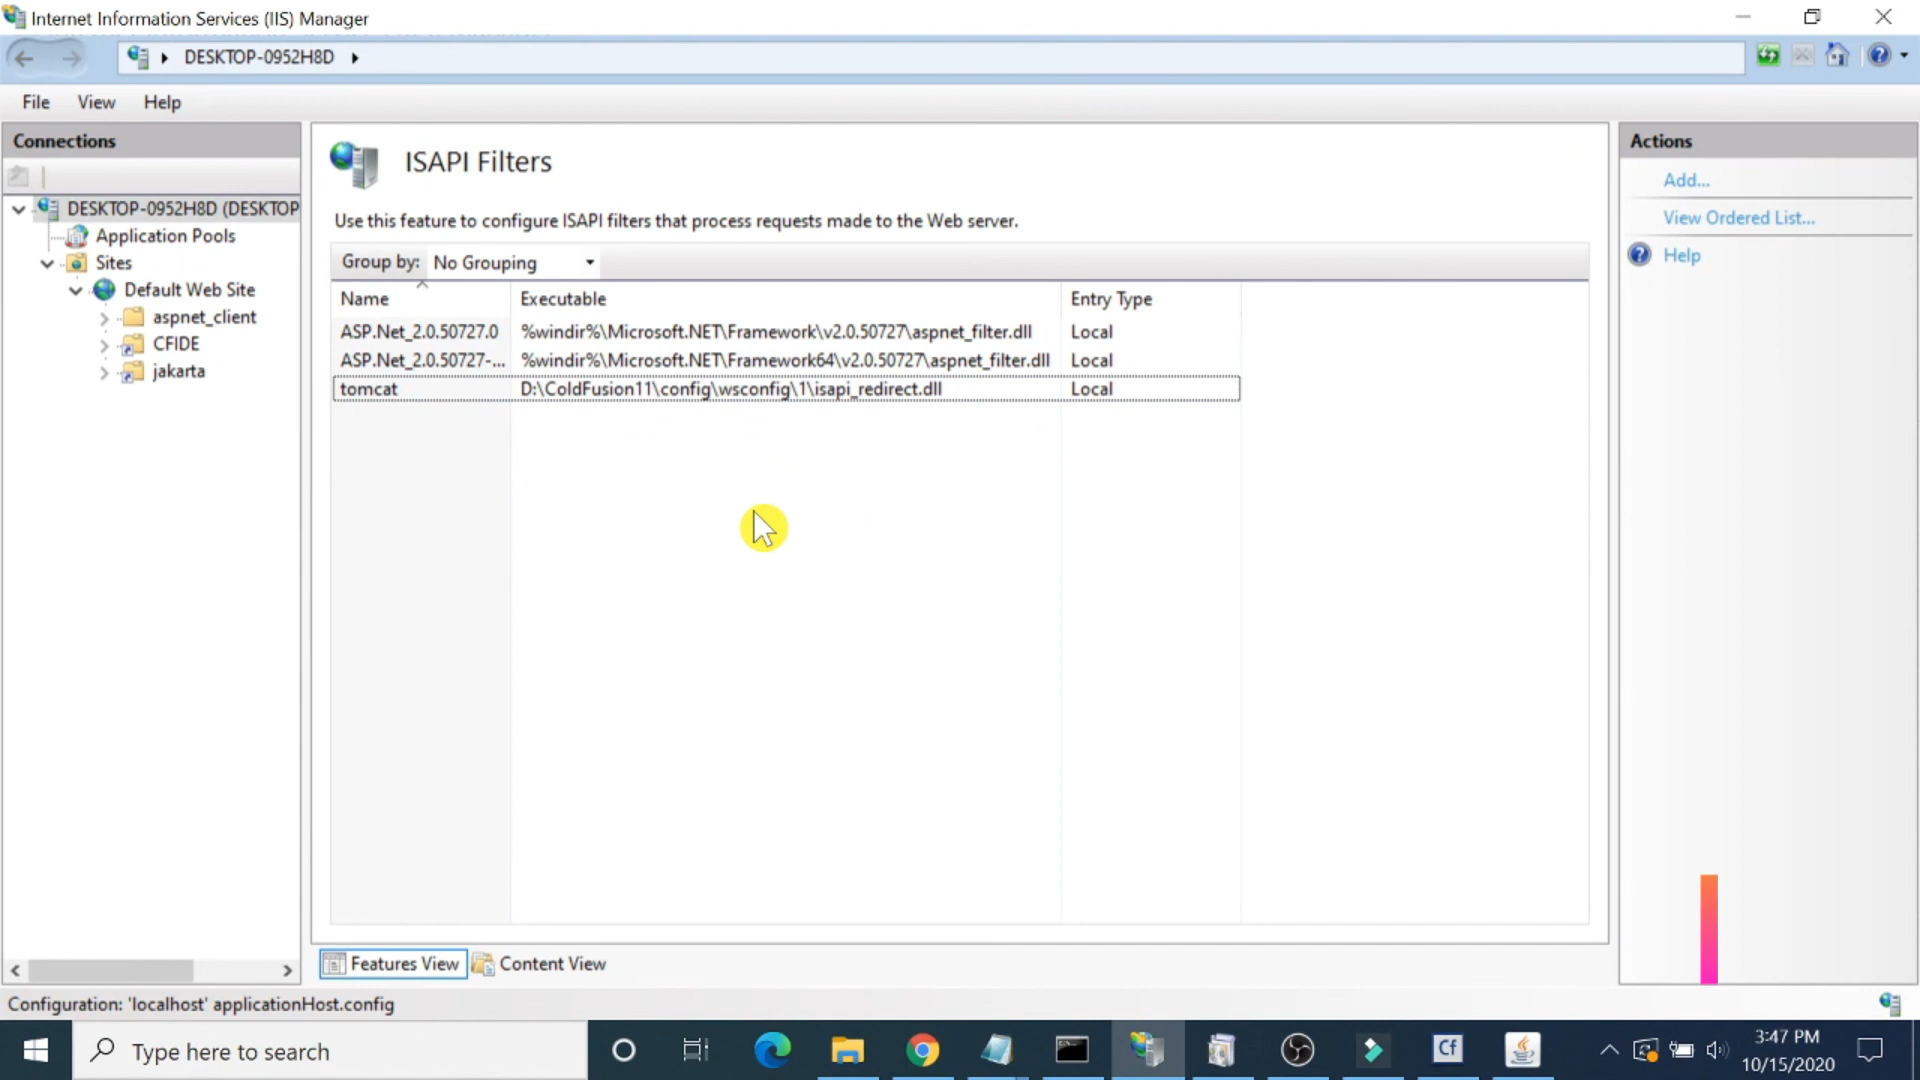 Internet Information Services (IIS) Manager
DESKTOP-0952H8D
File View Help
Connections
DESKTOP-0952H8D (DESKTOP
Application Pools
Sites
Default Web Site
aspnet_client
CFIDE
jakarta
ISAPI Filters
Use this feature to configure ISAPI filters that process requests made to the Web server.
Group by: No Grouping
Name Executable Entry Type
ASP.Net_2.0.50727.0 %windir%\Microsoft.NET\Framework\v2.0.50727\aspnet_filter.dll Local
ASP.Net_2.0.50727-... %windir%\Microsoft.NET\Framework64\v2.0.50727\aspnet_filter.dll Local
tomcat D:\ColdFusion11\config\wsconfig\1\isapi_redirect.dll Local
Actions
Add...
View Ordered List...
Help
Features View Content View
Configuration: 'localhost' applicationHost.config
Type here to search
Cf
3:47 PM
10/15/2020